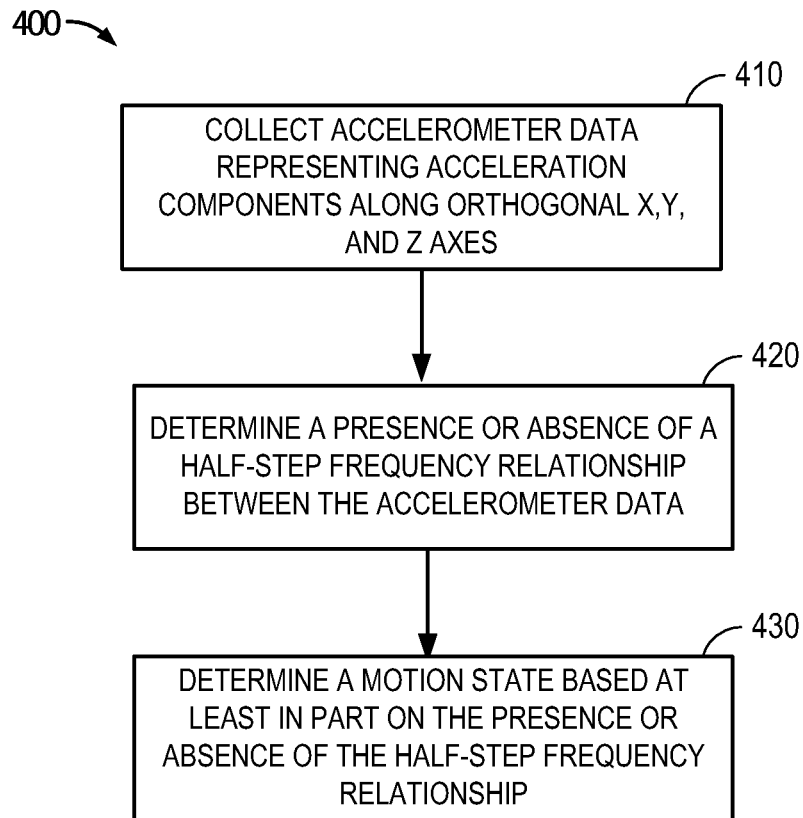 400
410
COLLECT ACCELEROMETER DATA
REPRESENTING ACCELERATION
COMPONENTS ALONG ORTHOGONAL X,Y,
AND Z AXES
420
DETERMINE A PRESENCE OR ABSENCE OF A
HALF-STEP FREQUENCY RELATIONSHIP
BETWEEN THE ACCELEROMETER DATA
430
DETERMINE A MOTION STATE BASED AT
LEAST IN PART ON THE PRESENCE OR
ABSENCE OF THE HALF-STEP FREQUENCY
RELATIONSHIP